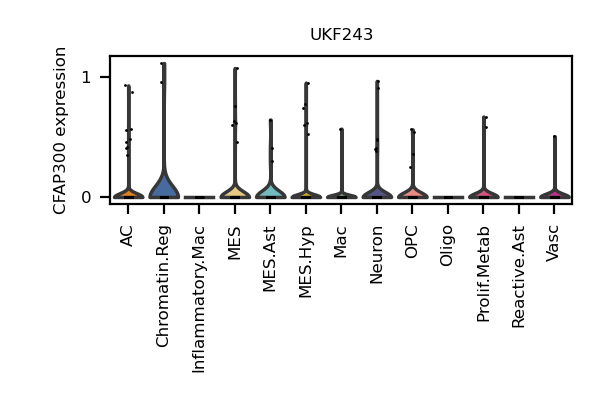 UKF243
CFAP300 expression
1
0
AC
Chromatin.Reg
Inflammatory.Mac
MES
MES.Ast
MES.Hyp
Mac
Neuron
OPC
Oligo
Prolif.Metab
Reactive.Ast
Vasc